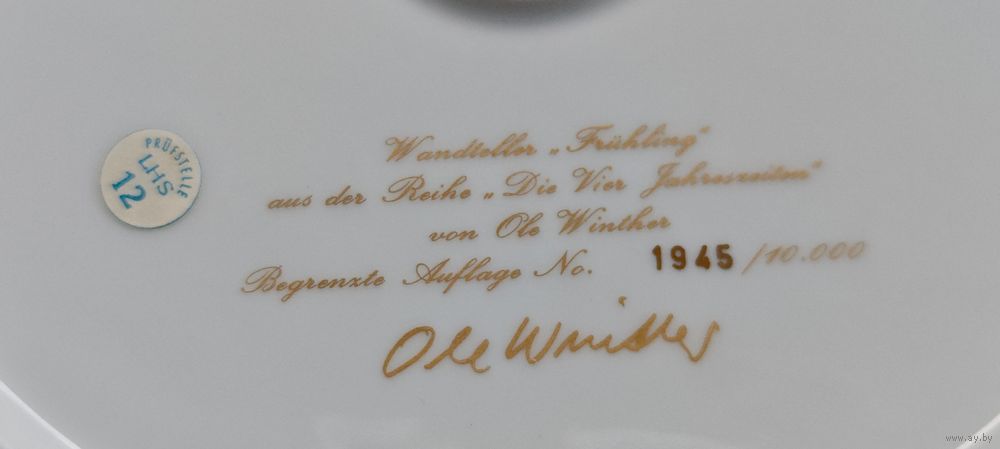 PRÜFSTELLE
LHS
12
Wandteller „Frühling"
aus der Reihe „Die Vier Jahreszeiten"
von Ole Winther
Begrenzte Auflage No. 1945 /10.000
Ole Winther
www.ay.by